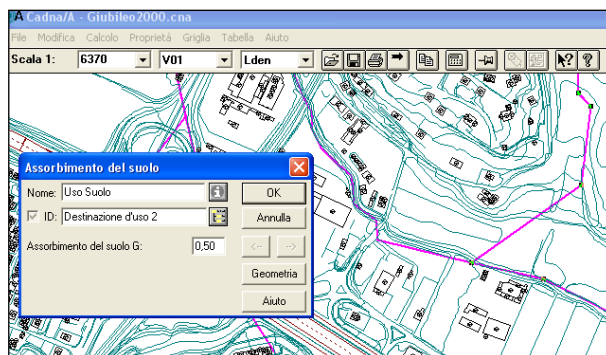 Cadna/A - Giubileo2000.cna
File Modifica Calcolo Proprietà Griglia Tabella Aiuto
Scala 1: 6370 V01 Lden
Assorbimento del suolo
Nome: Uso Suolo
OK
ID: Destinazione d'uso 2
Annulla
Assorbimento del suolo G: 0,50
<-- -->
Geometria
Aiuto